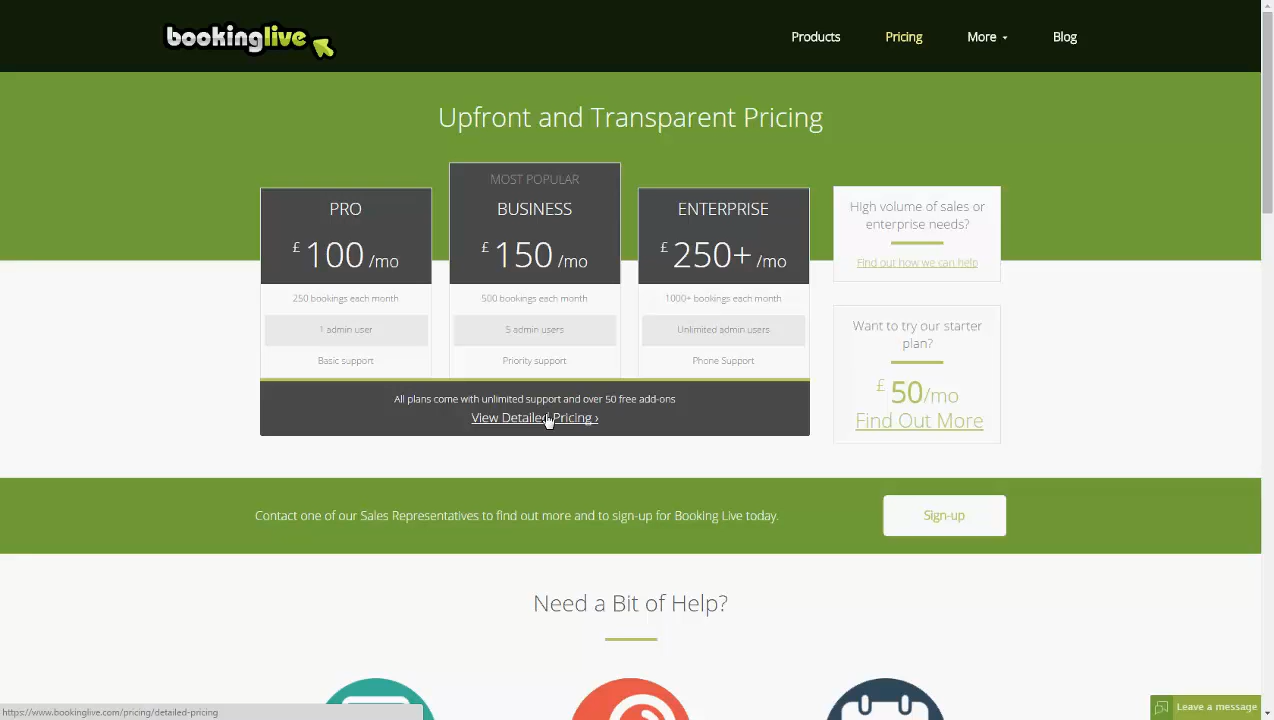 bookinglive
Products
Pricing
More
Blog
Upfront and Transparent Pricing
PRO
£ 100 /mo
250 bookings each month
1 admin user
Basic support
MOST POPULAR
BUSINESS
£ 150 /mo
500 bookings each month
5 admin users
Priority support
ENTERPRISE
£ 250+ /mo
1000+ bookings each month
Unlimited admin users
Phone Support
All plans come with unlimited support and over 50 free add-ons
View Detailed Pricing ›
High volume of sales or
enterprise needs?
Find out how we can help
Want to try our starter
plan?
£ 50/mo
Find Out More
Contact one of our Sales Representatives to find out more and to sign-up for Booking Live today.
Sign-up
Need a Bit of Help?
https://www.bookinglive.com/pricing/detailed-pricing
Leave a message